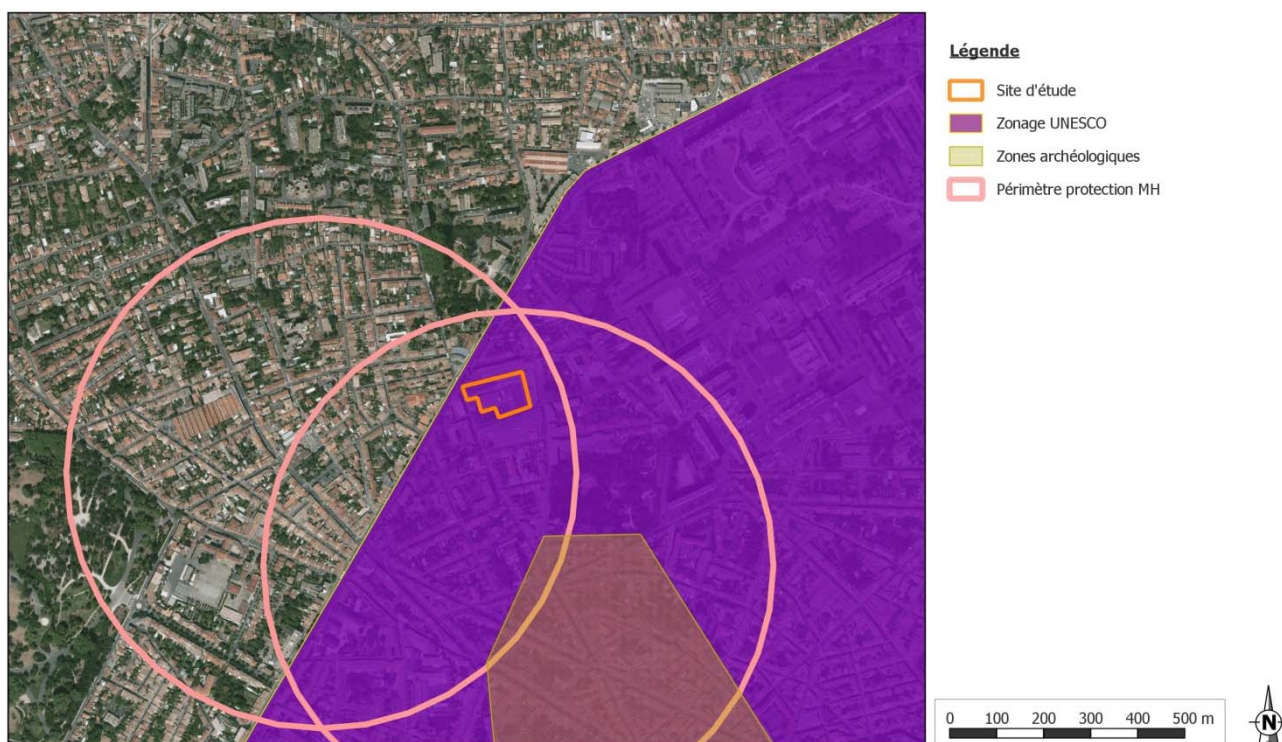 Légende
Site d'étude
Zonage UNESCO
Zones archéologiques
Périmètre protection MH
0 100 200 300 400 500 m
N